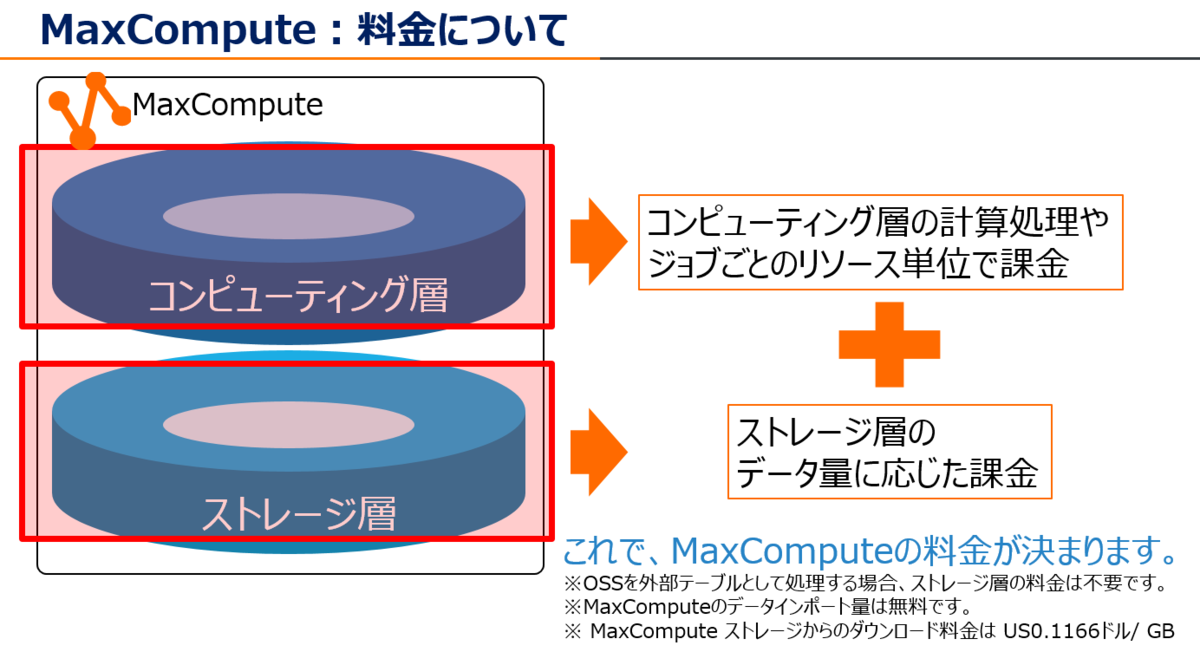 MaxCompute：料金について
MaxCompute
コンピューティング層
コンピューティング層の計算処理や
ジョブごとのリソース単位で課金
ストレージ層
ストレージ層の
データ量に応じた課金
これで、MaxComputeの料金が決まります。
※OSSを外部テーブルとして処理する場合、ストレージ層の料金は不要です。
※MaxComputeのデータインポート量は無料です。
※ MaxCompute ストレージからのダウンロード料金は US0.1166ドル/ GB